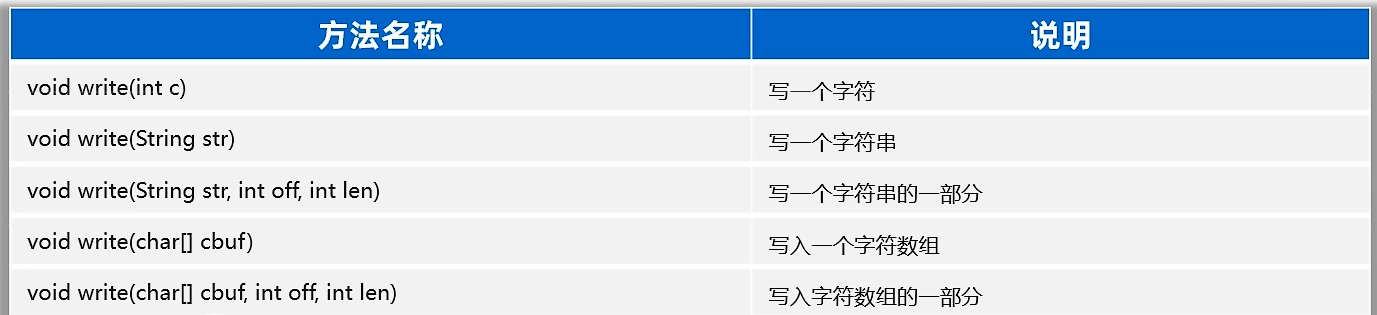 方法名称 说明
void write(int c) 写一个字符
void write(String str) 写一个字符串
void write(String str, int off, int len) 写一个字符串的一部分
void write(char[] cbuf) 写入一个字符数组
void write(char[] cbuf, int off, int len) 写入字符数组的一部分